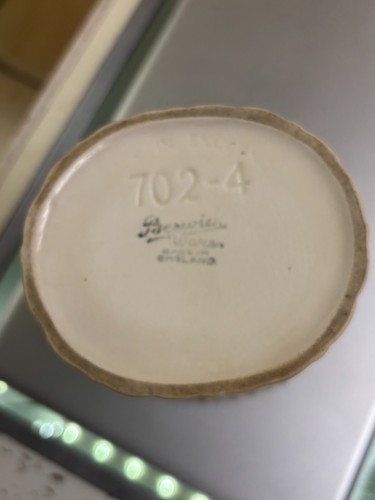 702-4
Beswick
WARE
MADE IN
ENGLAND